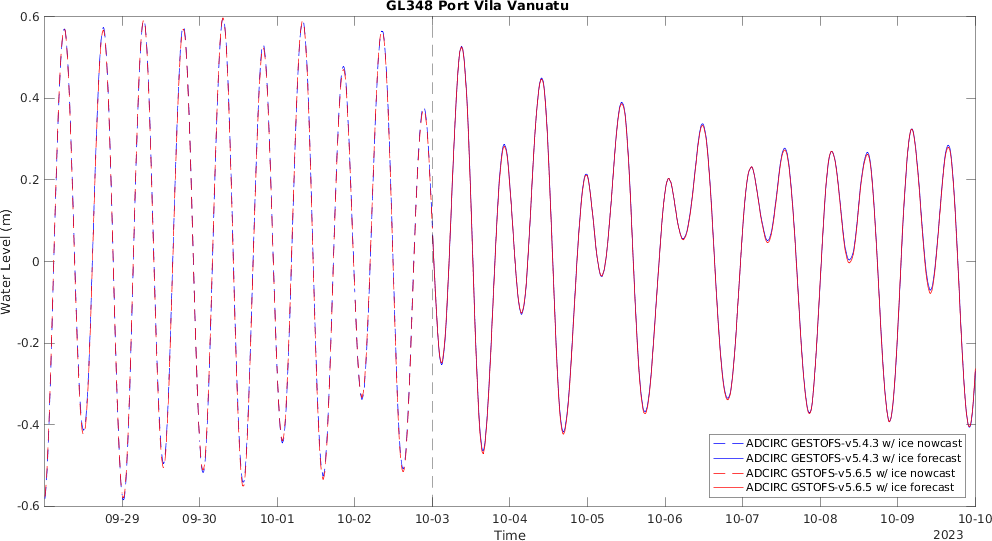 GL348 Port Vila Vanuatu
0.6
0.4
0.2
0
-0.2
-0.4
-0.6
Water Level (m)
ADCIRC GESTOFS-v5.4.3 w/ ice nowcast
ADCIRC GESTOFS-v5.4.3 w/ ice forecast
ADCIRC GSTOFS-v5.6.5 w/ ice nowcast
ADCIRC GSTOFS-v5.6.5 w/ ice forecast
09-29 09-30 10-01 10-02 10-03 10-04 10-05 10-06 10-07 10-08 10-09 10-10
Time
2023